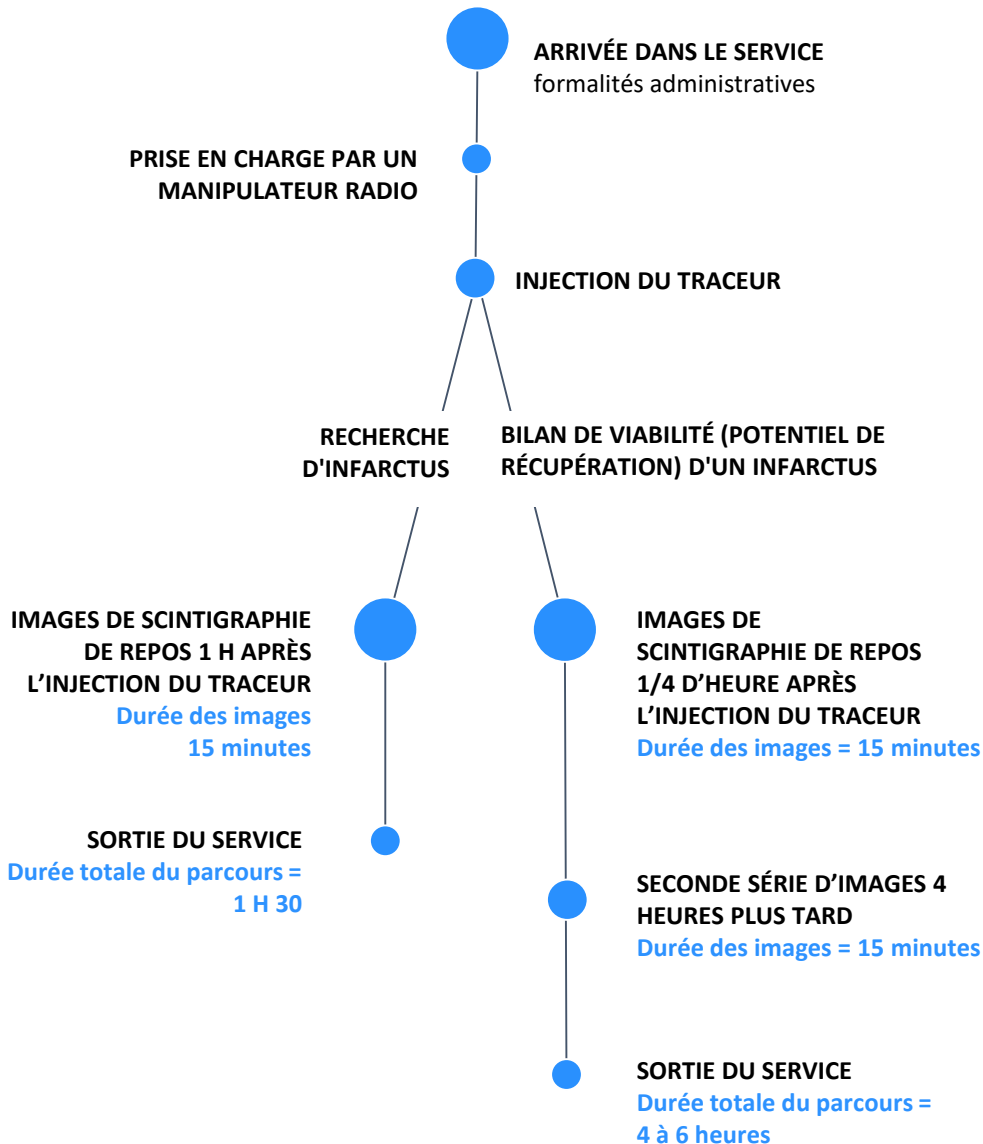 ARRIVÉE DANS LE SERVICE
formalités administratives
PRISE EN CHARGE PAR UN
MANIPULATEUR RADIO
INJECTION DU TRACEUR
RECHERCHE
D'INFARCTUS
BILAN DE VIABILITÉ (POTENTIEL DE
RÉCUPÉRATION) D'UN INFARCTUS
IMAGES DE SCINTIGRAPHIE
DE REPOS 1 H APRÈS
L’INJECTION DU TRACEUR
Durée des images
15 minutes
SORTIE DU SERVICE
Durée totale du parcours =
1 H 30
IMAGES DE
SCINTIGRAPHIE DE REPOS
1/4 D’HEURE APRÈS
L’INJECTION DU TRACEUR
Durée des images = 15 minutes
SECONDE SÉRIE D’IMAGES 4
HEURES PLUS TARD
Durée des images = 15 minutes
SORTIE DU SERVICE
Durée totale du parcours =
4 à 6 heures